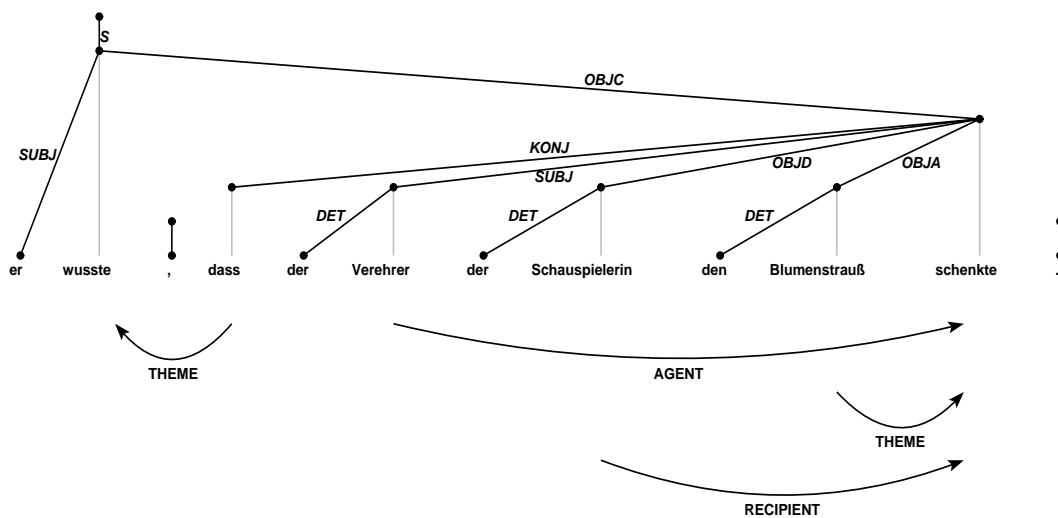 S
OBJC
SUBJ
KONJ
SUBJ
OBJD
OBJA
DET
DET
DET
er wusste , dass der Verehrer der Schauspielerin den Blumenstrauß schenkte .
THEME
AGENT
THEME
RECIPIENT